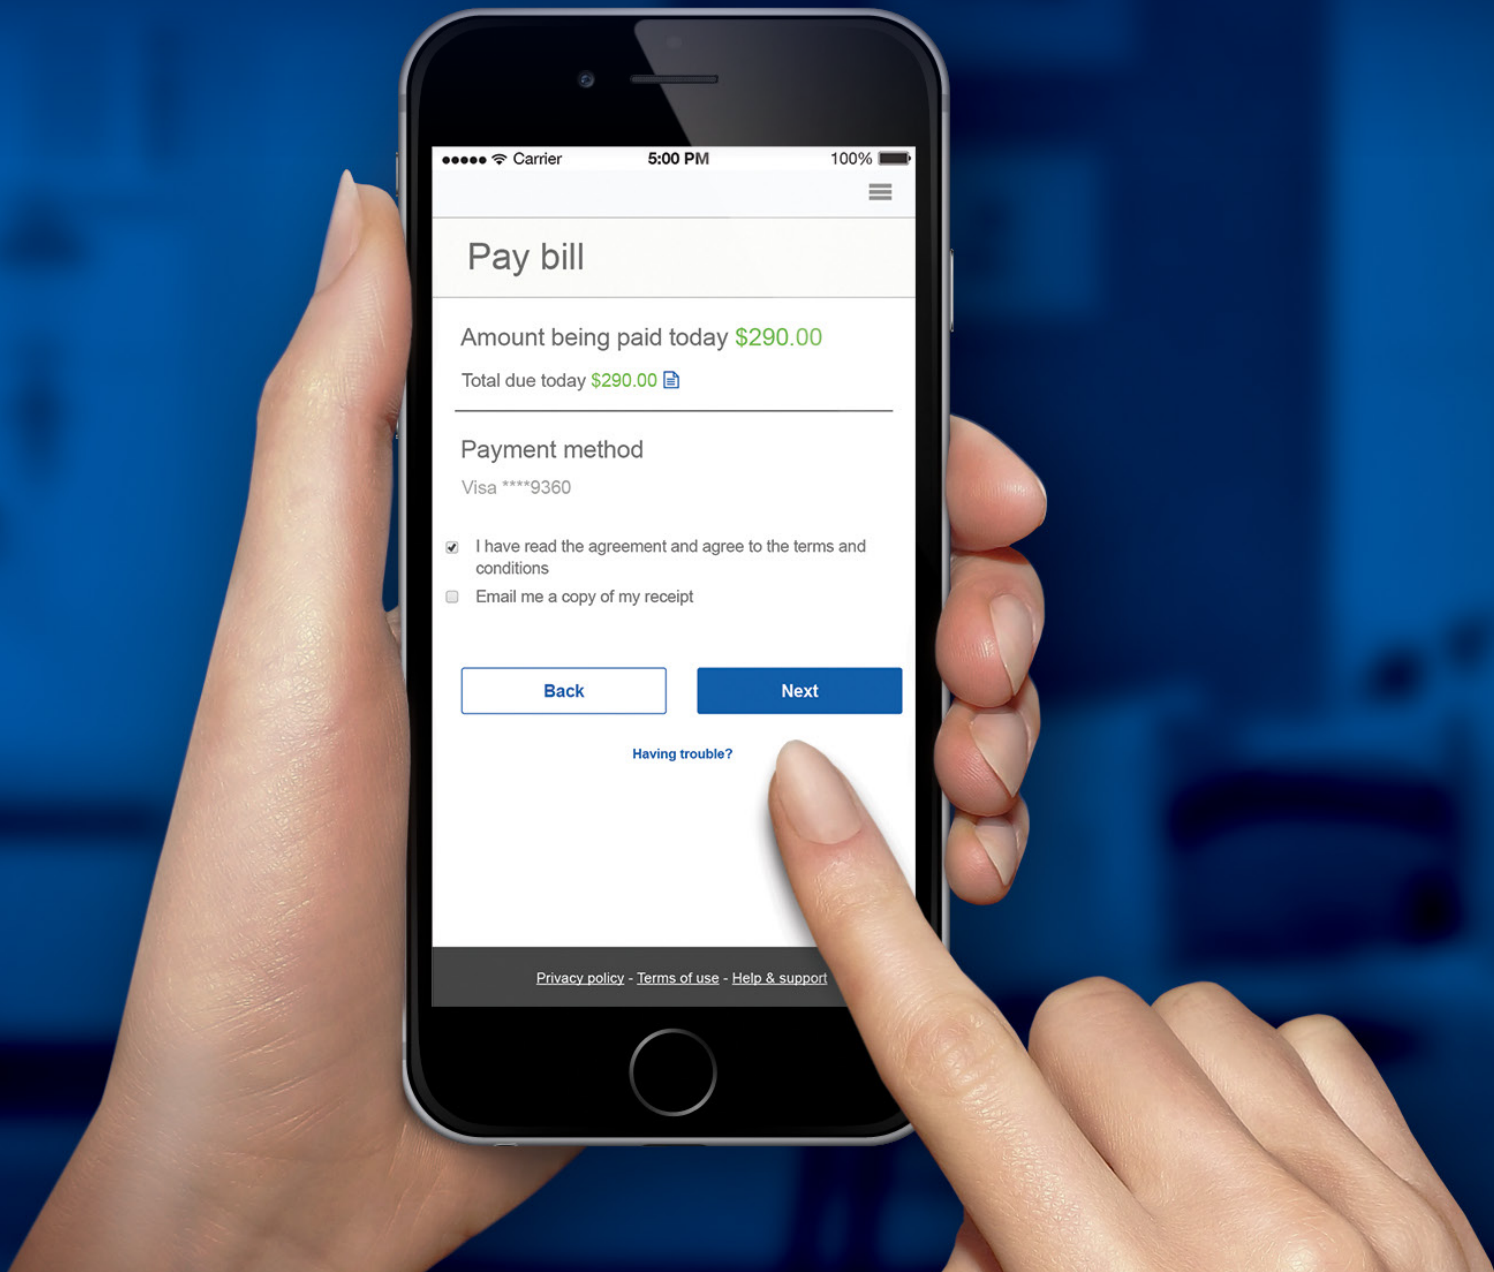 Carrier 5:00 PM 100%
Pay bill
Amount being paid today $290.00
Total due today $290.00
Payment method
Visa ****9360
I have read the agreement and agree to the terms and
conditions
Email me a copy of my receipt
Back Next
Having trouble?
Privacy policy - Terms of use - Help & support